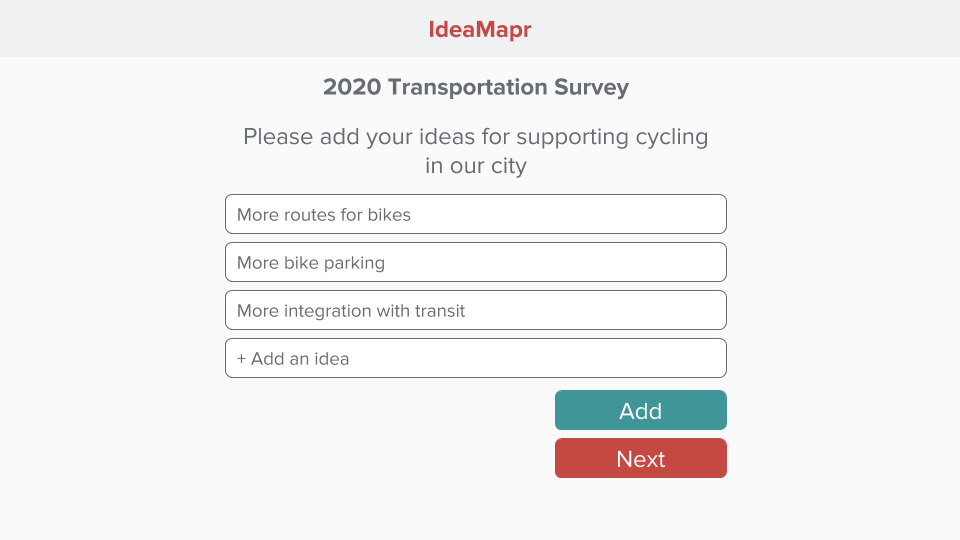 IdeaMapr
2020 Transportation Survey
Please add your ideas for supporting cycling
in our city
More routes for bikes
More bike parking
More integration with transit
+ Add an idea
Add
Next